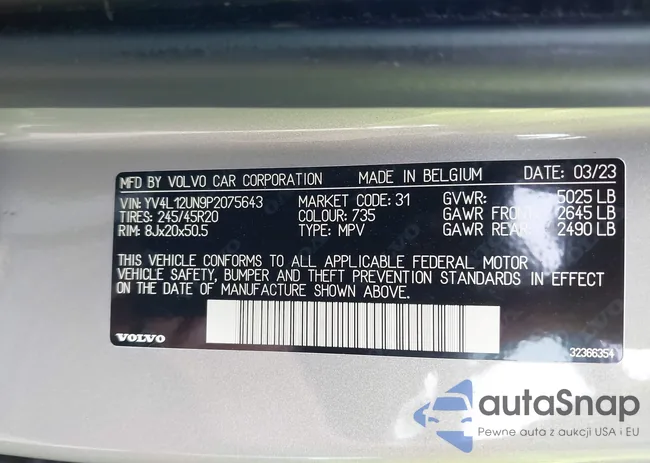 MFD BY VOLVO CAR CORPORATION MADE IN BELGIUM DATE: 03/23
VIN: YV4L12UN9P2075643 MARKET CODE: 31 GVWR: 5025 LB
TIRES: 245/45R20 COLOUR: 735 GAWR FRONT: 2645 LB
RIM: 8Jx20x50.5 TYPE: MPV GAWR REAR: 2490 LB
THIS VEHICLE CONFORMS TO ALL APPLICABLE FEDERAL MOTOR
VEHICLE SAFETY, BUMPER AND THEFT PREVENTION STANDARDS IN EFFECT
ON THE DATE OF MANUFACTURE SHOWN ABOVE.
VOLVO 32366354
autaSnap
Pewne auta z aukcji USA i EU